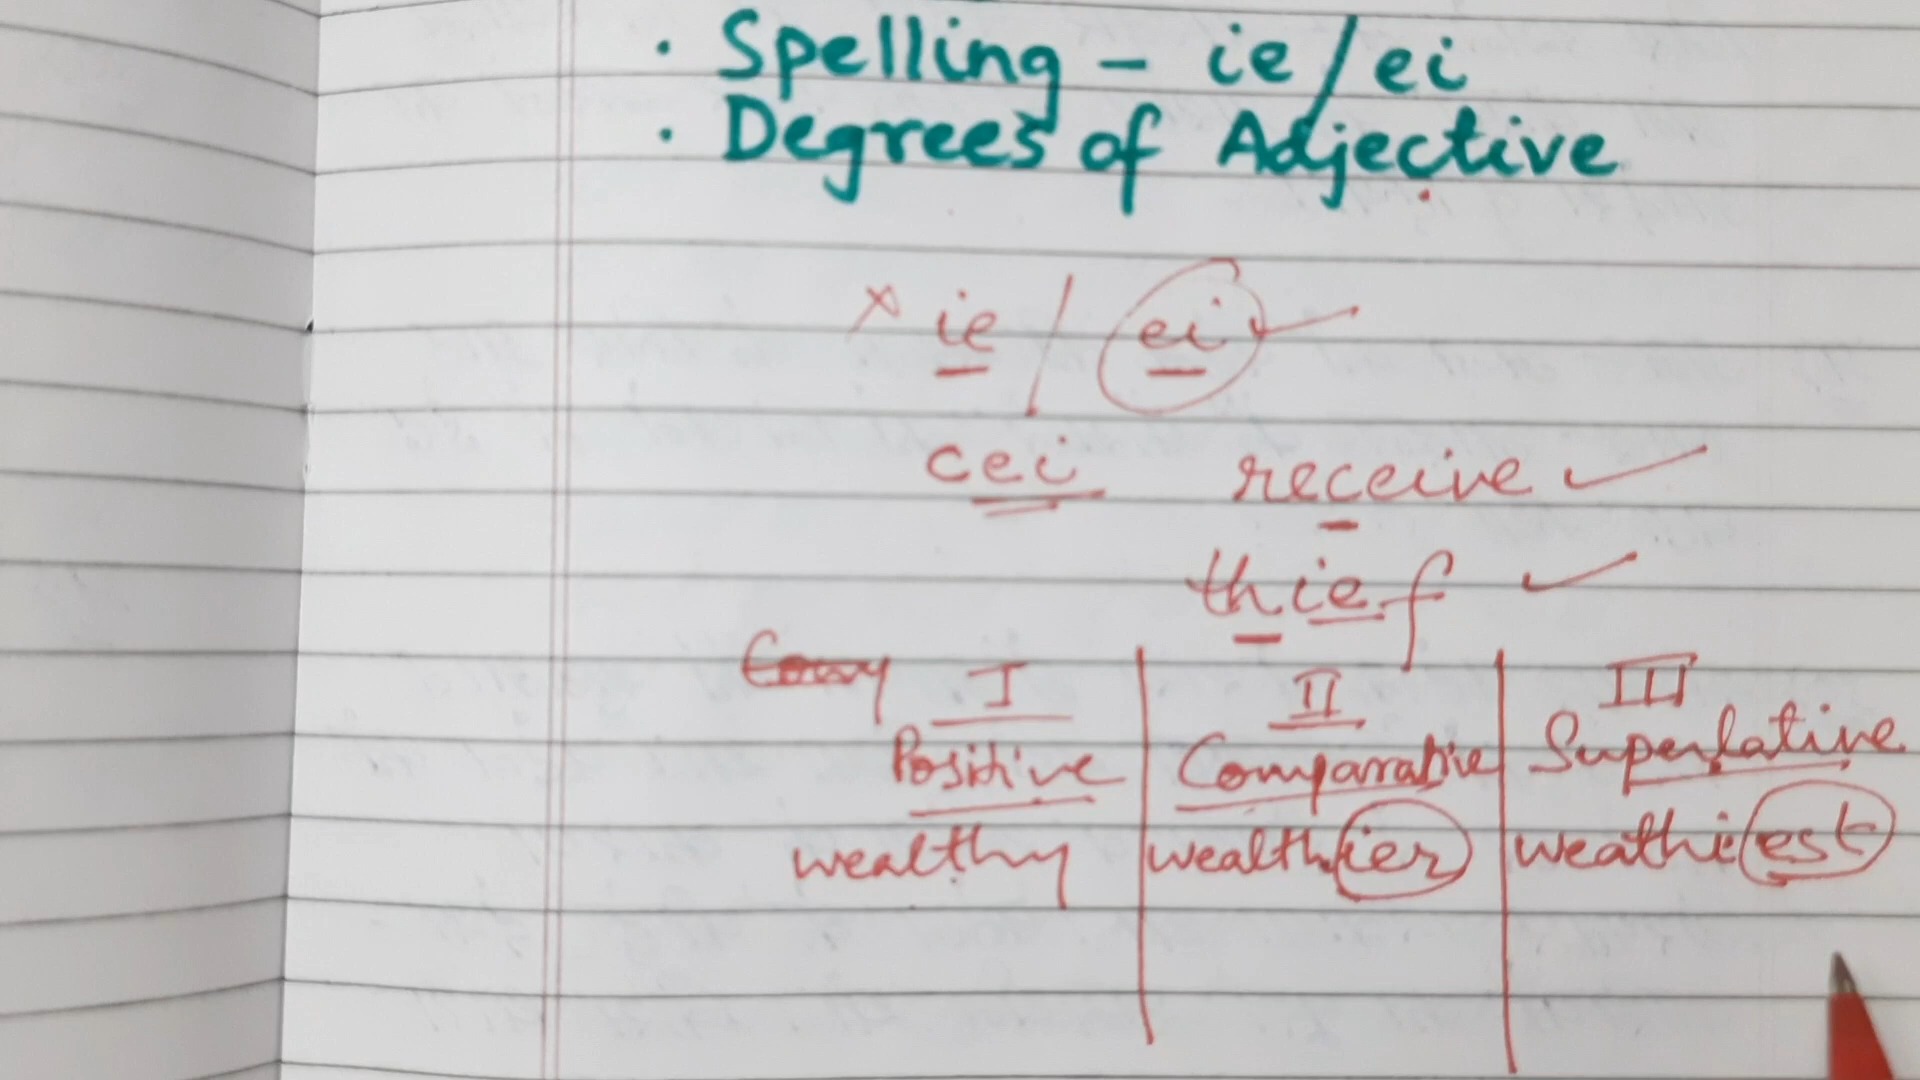 · Spelling - ie/ei
· Degrees of Adjective
x ie / ei ✓
cei receive ✓
thief ✓
I II III
Positive Comparative Superlative
wealthy wealthier weathiest